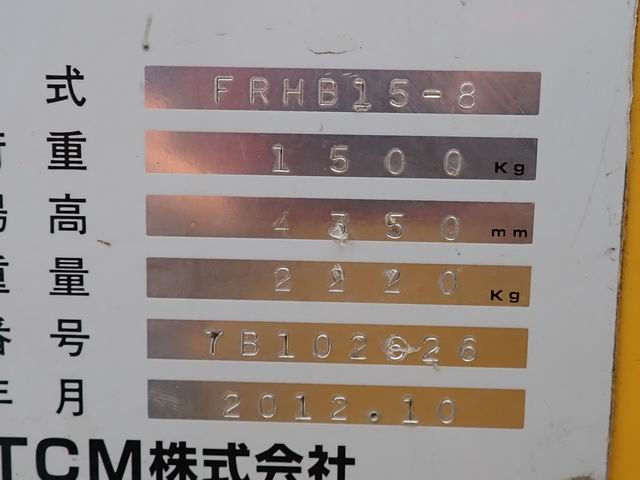 式 FRHB15-8
重 1500 Kg
高 4350 mm
量 2220 Kg
号
年月 2012.10
TCM株式会社